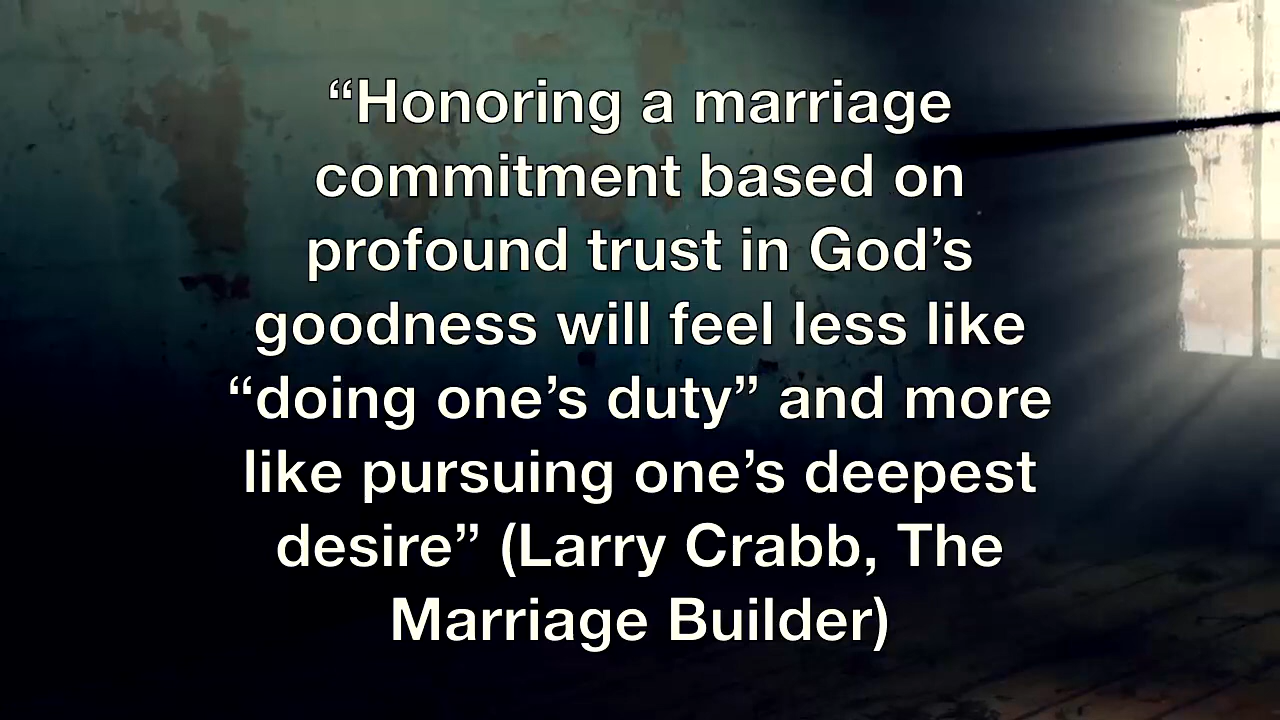 “Honoring a marriage
commitment based on
profound trust in God’s
goodness will feel less like
“doing one’s duty” and more
like pursuing one’s deepest
desire” (Larry Crabb, The
Marriage Builder)